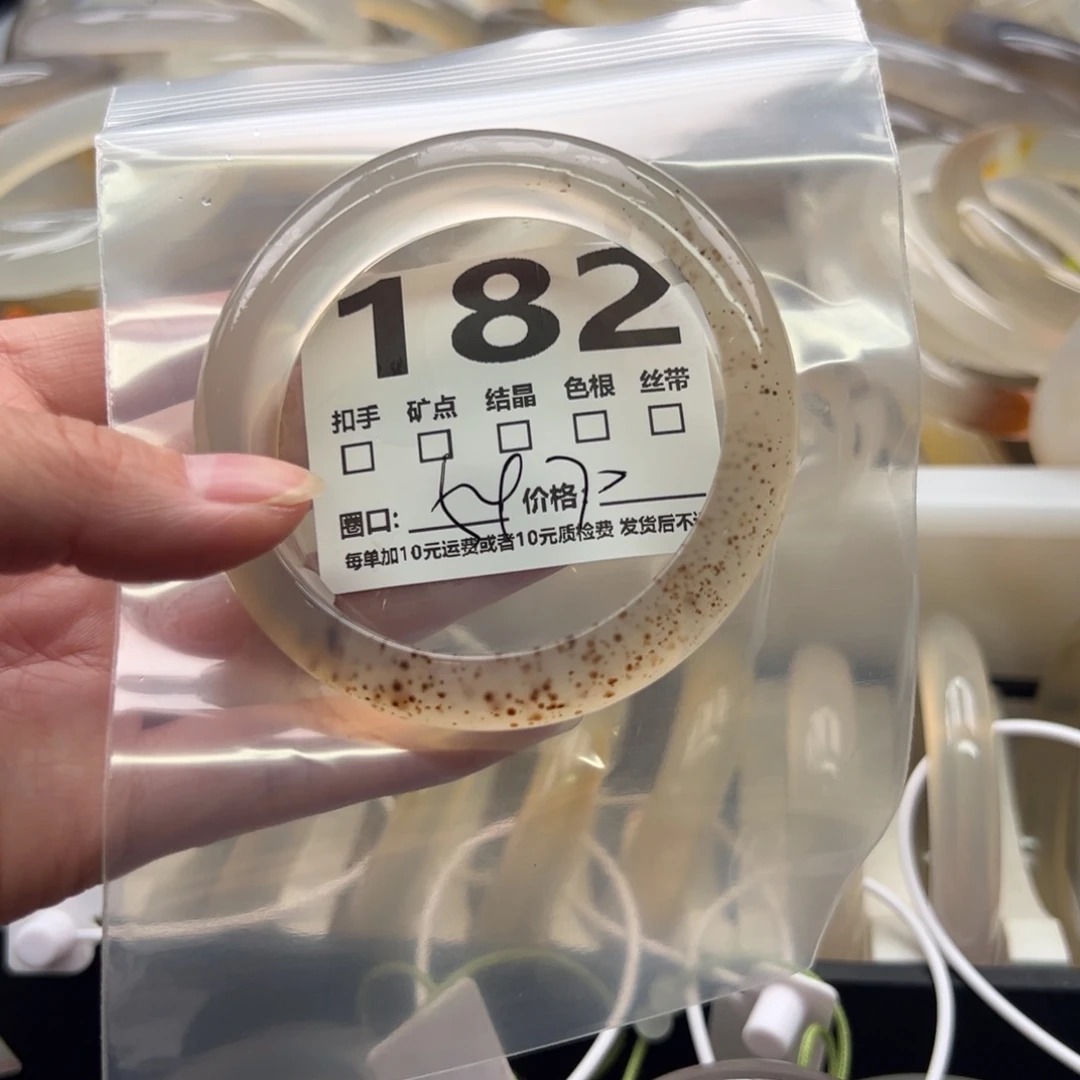 182
扣手 矿点 结晶 色根 丝带
圈口: 价格:
每单加10元运费或者10元质检费 发货后不